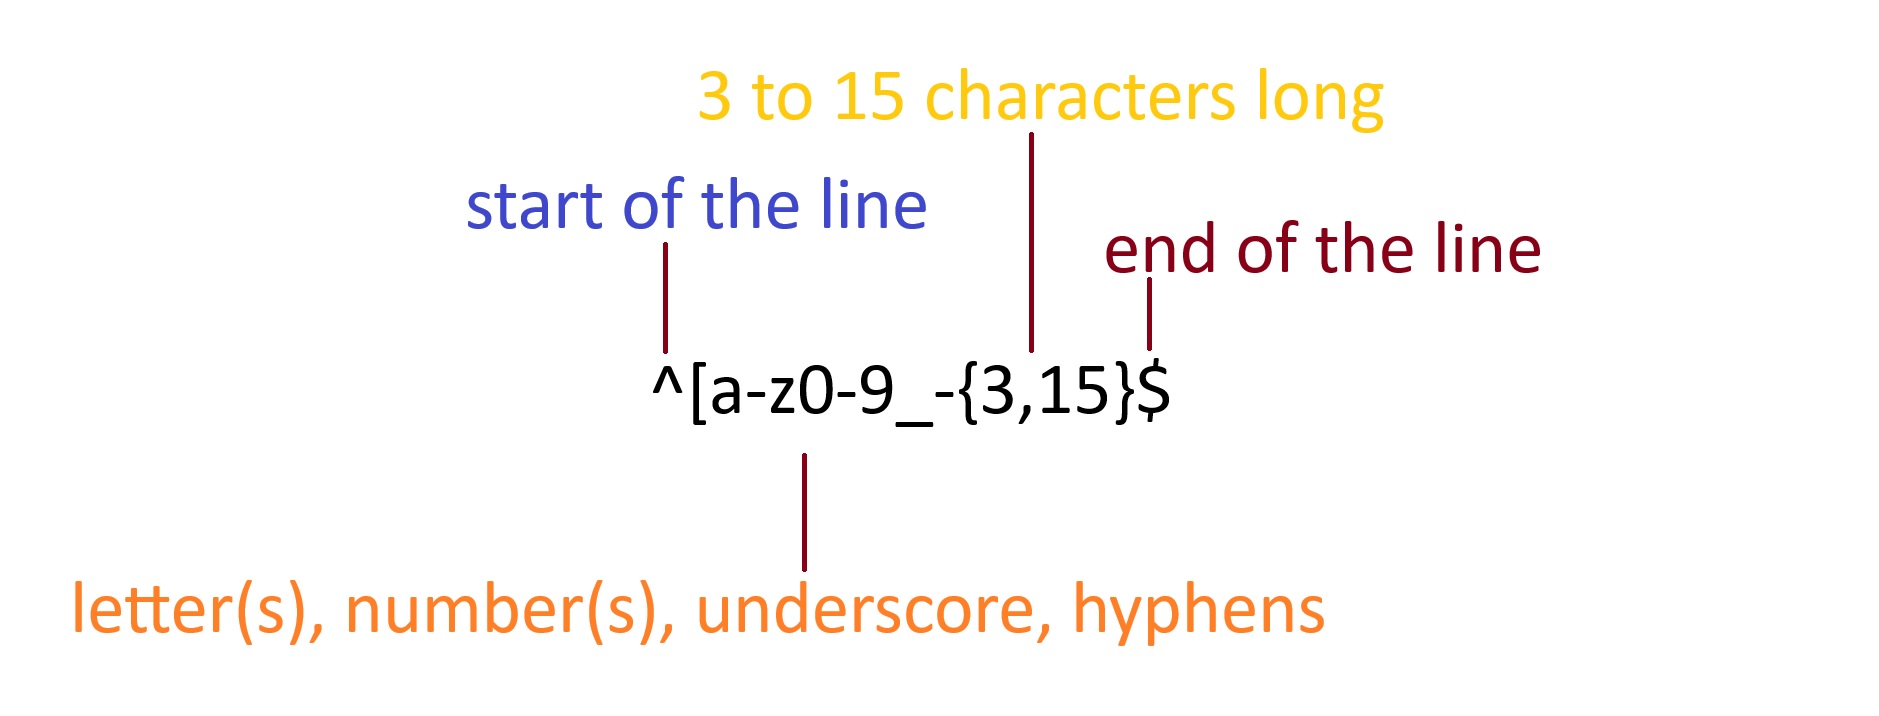 3 to 15 characters long
start of the line
end of the line
^[a-z0-9_-{3,15}$
letter(s), number(s), underscore, hyphens